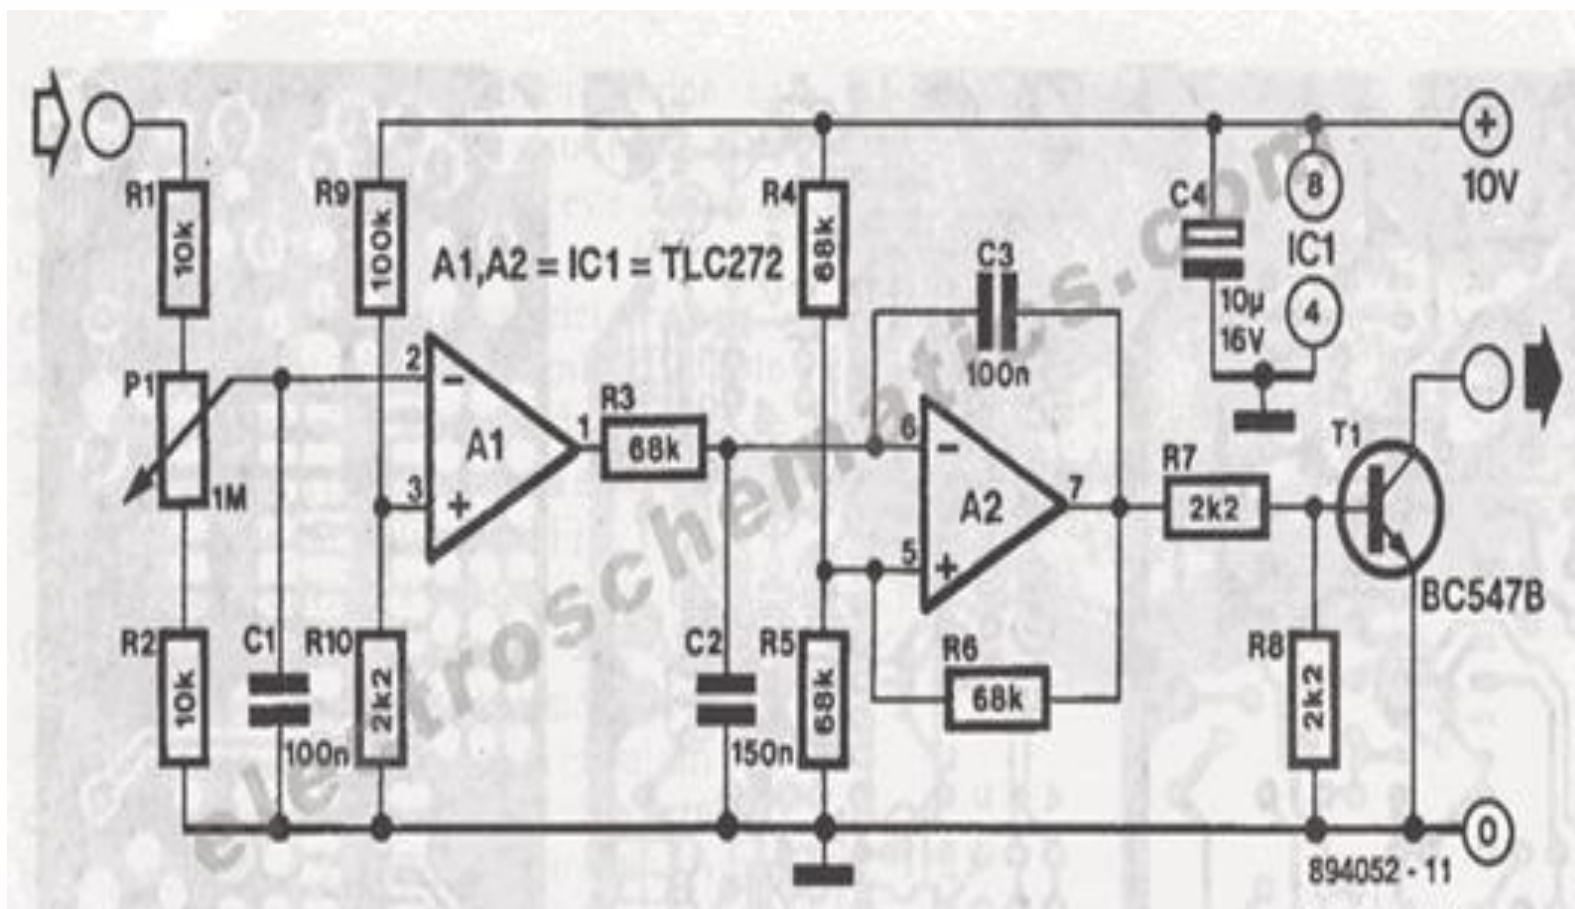 +
10V
R1
10k
R9
100k
A1,A2 = IC1 = TLC272
R4
68k
C3
100n
C4
10µ
16V
8
IC1
4
P1
1M
2
−
3
+
A1
1
R3
68k
6
−
5
+
A2
7
R7
2k2
T1
BC547B
R2
10k
C1
100n
R10
2k2
C2
150n
R5
68k
R6
68k
R8
2k2
0
894052 - 11
electroschematics.com